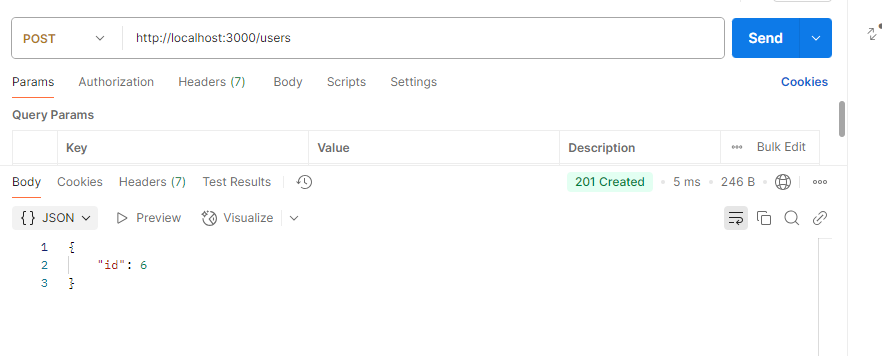 POST http://localhost:3000/users Send
Params Authorization Headers (7) Body Scripts Settings Cookies
Query Params
Key Value Description ••• Bulk Edit
Body Cookies Headers (7) Test Results 201 Created • 5 ms • 246 B •••
{} JSON Preview Visualize
1 {
2 "id": 6
3 }